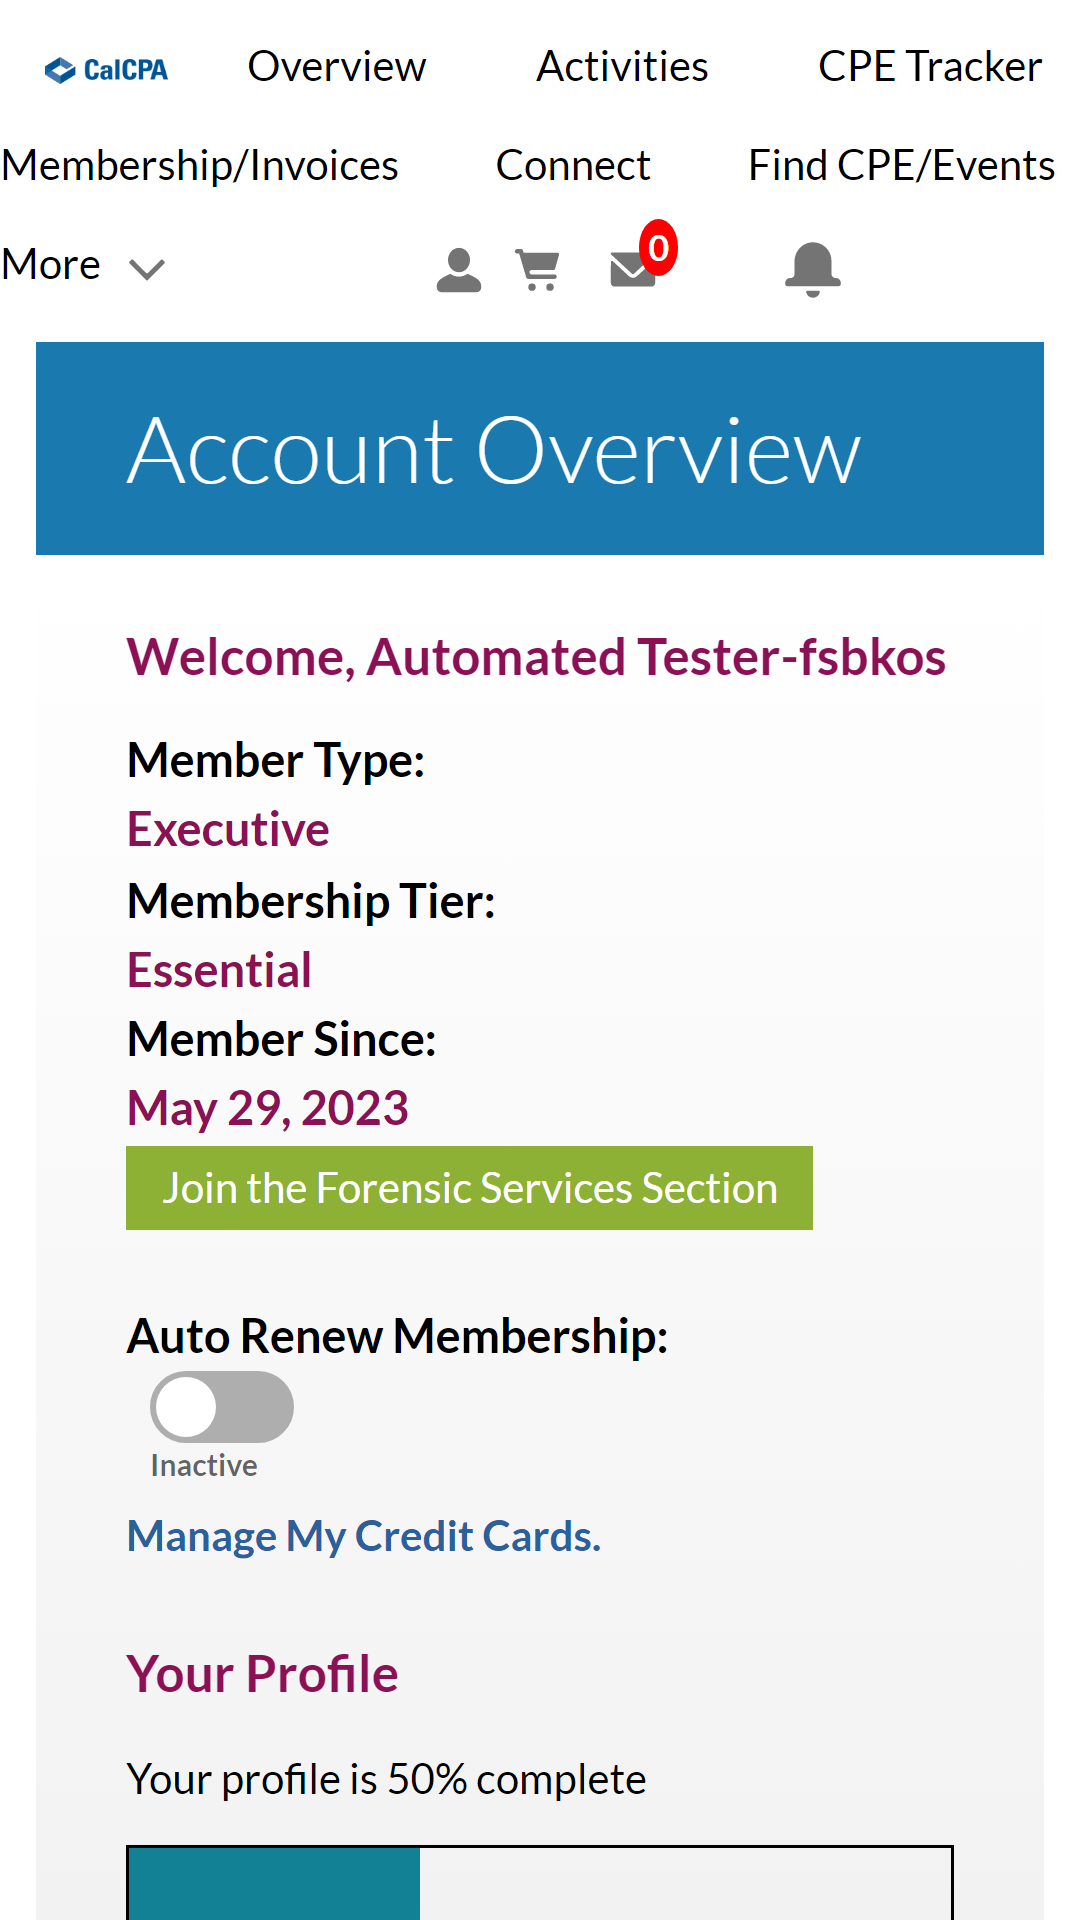 CalCPA Overview Activities CPE Tracker
Membership/Invoices Connect Find CPE/Events
More 0
Account Overview
Welcome, Automated Tester-fsbkos
Member Type:
Executive
Membership Tier:
Essential
Member Since:
May 29, 2023
Join the Forensic Services Section
Auto Renew Membership:
Inactive
Manage My Credit Cards.
Your Profile
Your profile is 50% complete